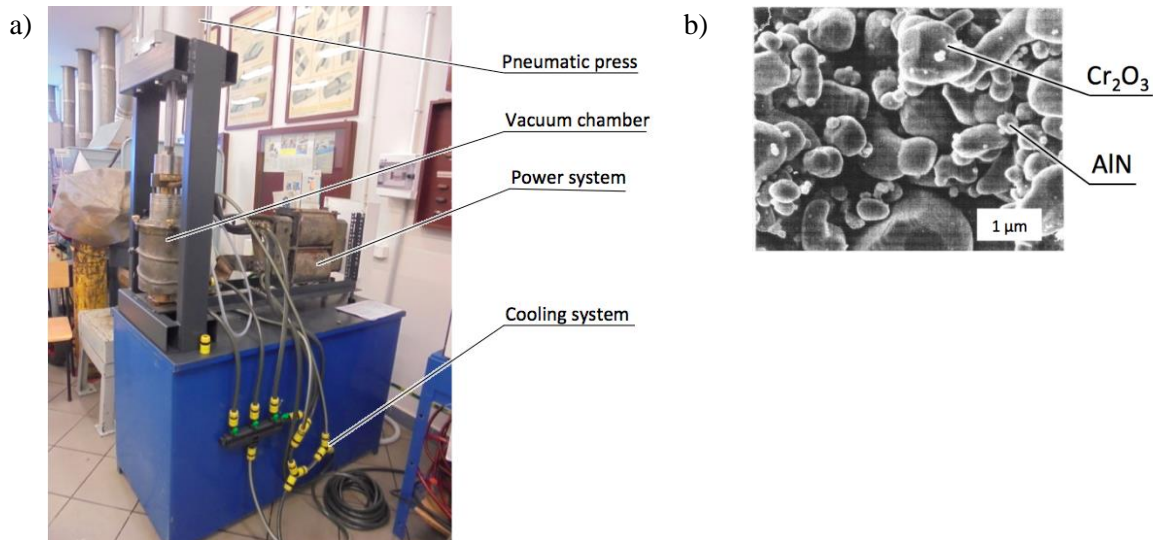 a)
Pneumatic press
Vacuum chamber
Power system
Cooling system
b)
Cr₂O₃
AlN
1 μm